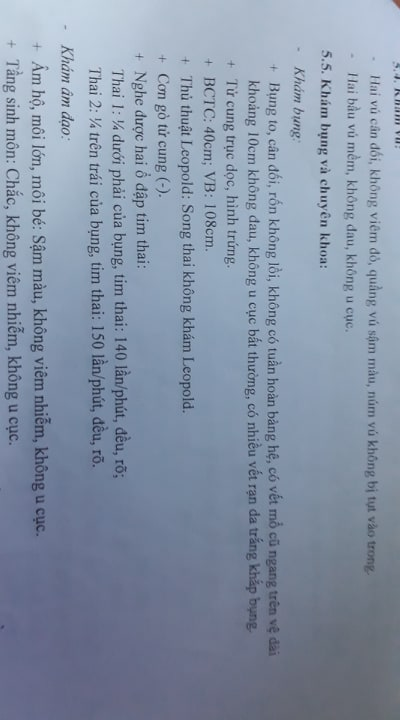 5.4. Khám vú:
- Hai vú cân đối, không viêm đỏ, quầng vú sậm màu, núm vú không bị tụt vào trong.
- Hai bầu vú mềm, không đau, không u cục.
5.5. Khám bụng và chuyên khoa:
- Khám bụng:
+ Bụng to, cân đối, rốn không lồi, không có tuần hoàn bàng hệ, có vết mổ cũ ngang trên vệ dài
khoảng 10cm không đau, không u cục bất thường, có nhiều vết rạn da trắng khắp bụng.
+ Tử cung trục dọc, hình trứng.
+ BCTC: 40cm; VB: 108cm.
+ Thủ thuật Leopold: Song thai không khám Leopold.
+ Cơn gò tử cung (-).
+ Nghe được hai ổ đập tim thai:
Thai 1: ¼ dưới phải của bụng, tim thai: 140 lần/phút, đều, rõ;
Thai 2: ¼ trên trái của bụng, tim thai: 150 lần/phút, đều, rõ.
- Khám âm đạo:
+ Âm hộ, môi lớn, môi bé: Sậm màu, không viêm nhiễm, không u cục.
+ Tầng sinh môn: Chắc, không viêm nhiễm, không u cục.